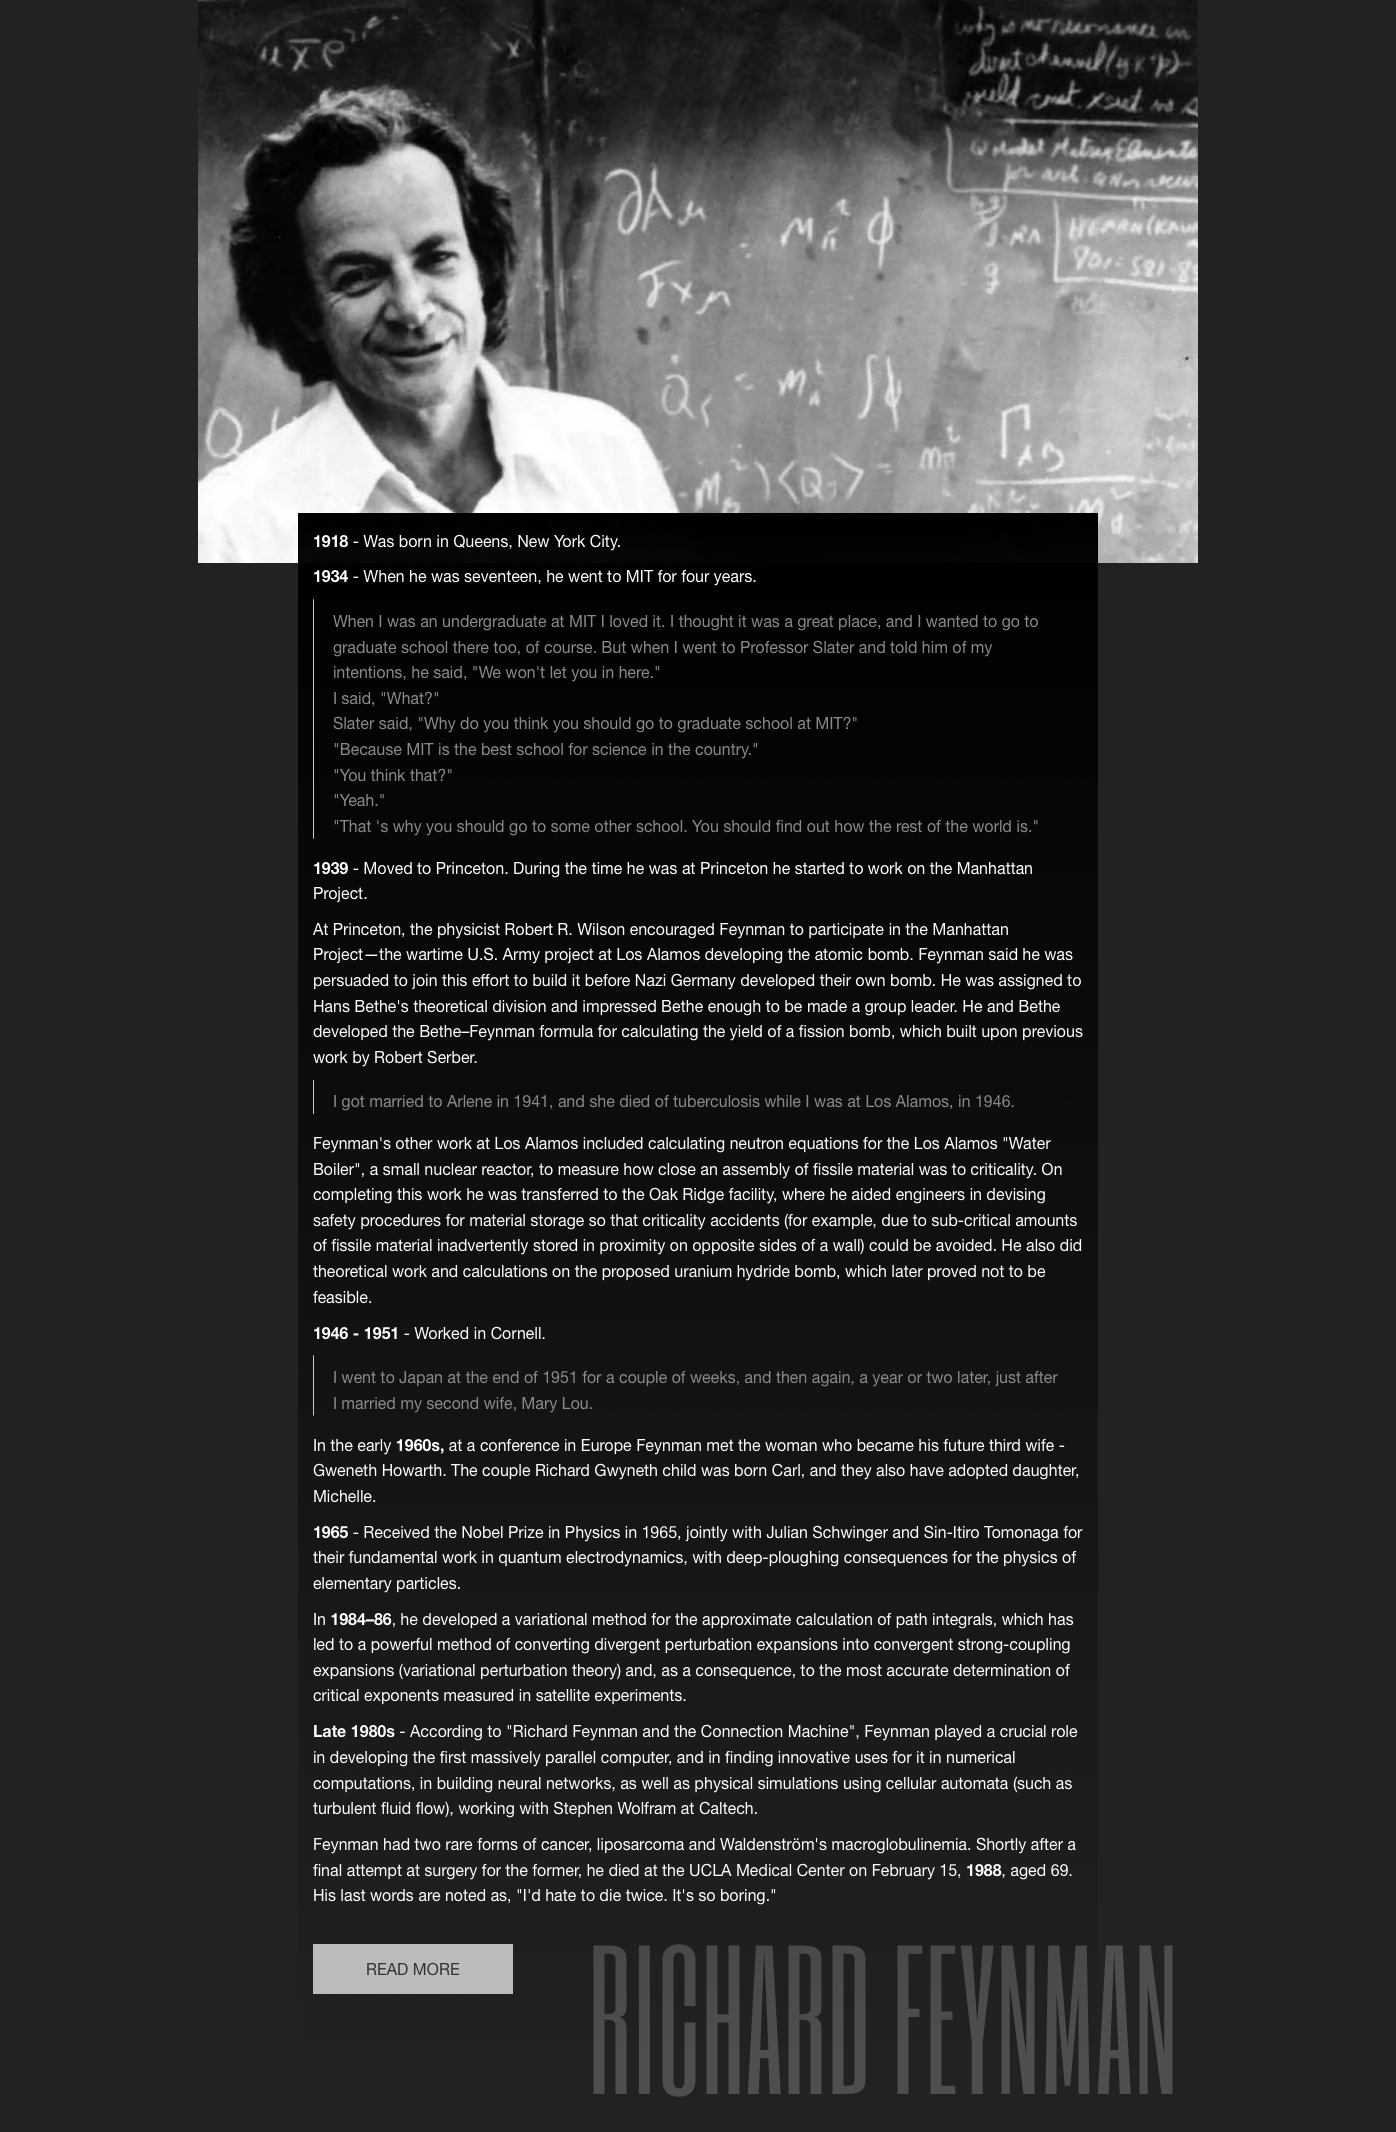 why is no resonance in
could const. xsect. no
Q model Matrix Elements
∂Aμ
= m² ϕ
= m² ∫ϕ
⟨Q⟩ = m²
1918 - Was born in Queens, New York City.
1934 - When he was seventeen, he went to MIT for four years.
When I was an undergraduate at MIT I loved it. I thought it was a great place, and I wanted to go to
graduate school there too, of course. But when I went to Professor Slater and told him of my
intentions, he said, "We won't let you in here."
I said, "What?"
Slater said, "Why do you think you should go to graduate school at MIT?"
"Because MIT is the best school for science in the country."
"You think that?"
"Yeah."
"That 's why you should go to some other school. You should find out how the rest of the world is."
1939 - Moved to Princeton. During the time he was at Princeton he started to work on the Manhattan
Project.
At Princeton, the physicist Robert R. Wilson encouraged Feynman to participate in the Manhattan
Project—the wartime U.S. Army project at Los Alamos developing the atomic bomb. Feynman said he was
persuaded to join this effort to build it before Nazi Germany developed their own bomb. He was assigned to
Hans Bethe's theoretical division and impressed Bethe enough to be made a group leader. He and Bethe
developed the Bethe–Feynman formula for calculating the yield of a fission bomb, which built upon previous
work by Robert Serber.
I got married to Arlene in 1941, and she died of tuberculosis while I was at Los Alamos, in 1946.
Feynman's other work at Los Alamos included calculating neutron equations for the Los Alamos "Water
Boiler", a small nuclear reactor, to measure how close an assembly of fissile material was to criticality. On
completing this work he was transferred to the Oak Ridge facility, where he aided engineers in devising
safety procedures for material storage so that criticality accidents (for example, due to sub-critical amounts
of fissile material inadvertently stored in proximity on opposite sides of a wall) could be avoided. He also did
theoretical work and calculations on the proposed uranium hydride bomb, which later proved not to be
feasible.
1946 - 1951 - Worked in Cornell.
I went to Japan at the end of 1951 for a couple of weeks, and then again, a year or two later, just after
I married my second wife, Mary Lou.
In the early 1960s, at a conference in Europe Feynman met the woman who became his future third wife -
Gweneth Howarth. The couple Richard Gwyneth child was born Carl, and they also have adopted daughter,
Michelle.
1965 - Received the Nobel Prize in Physics in 1965, jointly with Julian Schwinger and Sin-Itiro Tomonaga for
their fundamental work in quantum electrodynamics, with deep-ploughing consequences for the physics of
elementary particles.
In 1984–86, he developed a variational method for the approximate calculation of path integrals, which has
led to a powerful method of converting divergent perturbation expansions into convergent strong-coupling
expansions (variational perturbation theory) and, as a consequence, to the most accurate determination of
critical exponents measured in satellite experiments.
Late 1980s - According to "Richard Feynman and the Connection Machine", Feynman played a crucial role
in developing the first massively parallel computer, and in finding innovative uses for it in numerical
computations, in building neural networks, as well as physical simulations using cellular automata (such as
turbulent fluid flow), working with Stephen Wolfram at Caltech.
Feynman had two rare forms of cancer, liposarcoma and Waldenström's macroglobulinemia. Shortly after a
final attempt at surgery for the former, he died at the UCLA Medical Center on February 15, 1988, aged 69.
His last words are noted as, "I'd hate to die twice. It's so boring."
READ MORE
RICHARD FEYNMAN